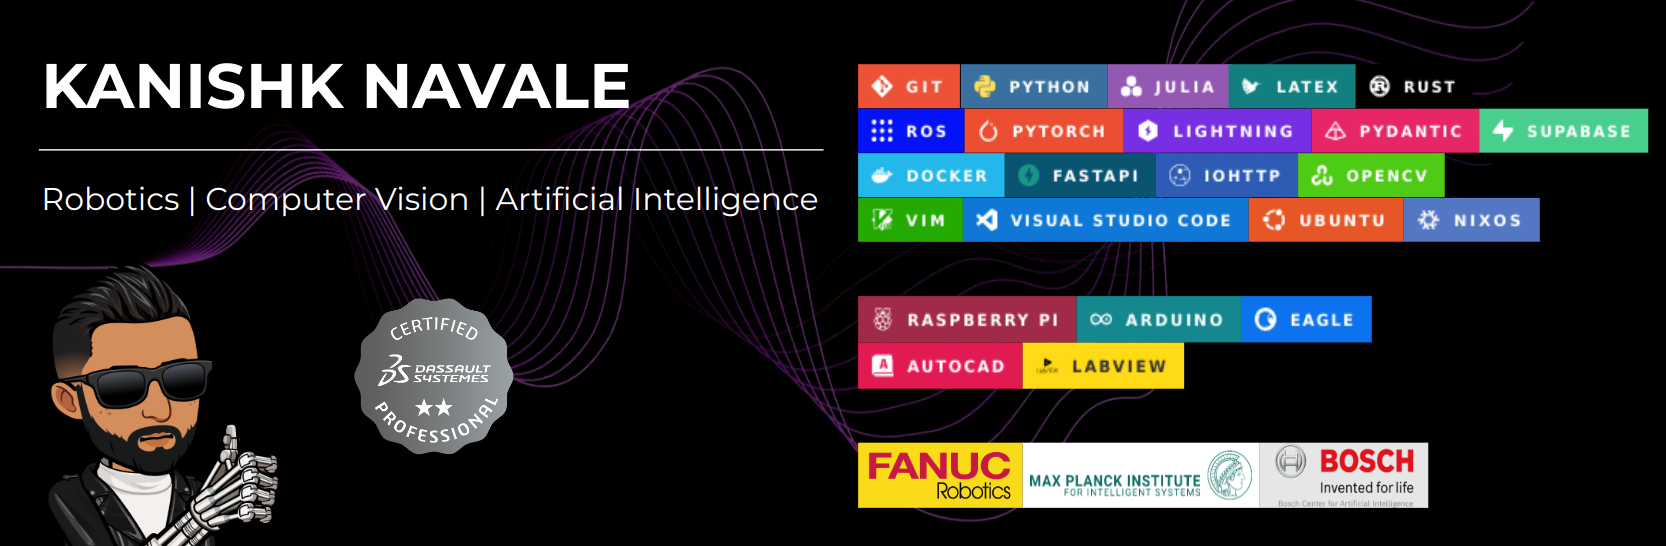 KANISHK NAVALE
Robotics | Computer Vision | Artificial Intelligence
CERTIFIED
DASSAULT
SYSTEMES
PROFESSIONAL
GIT PYTHON JULIA LATEX RUST
ROS PYTORCH LIGHTNING PYDANTIC SUPABASE
DOCKER FASTAPI IOHTTP OPENCV
VIM VISUAL STUDIO CODE UBUNTU NIXOS
RASPBERRY PI ARDUINO EAGLE
AUTOCAD LABVIEW
FANUC
Robotics
MAX PLANCK INSTITUTE
FOR INTELLIGENT SYSTEMS
BOSCH
Invented for life
Bosch Center for Artificial Intelligence